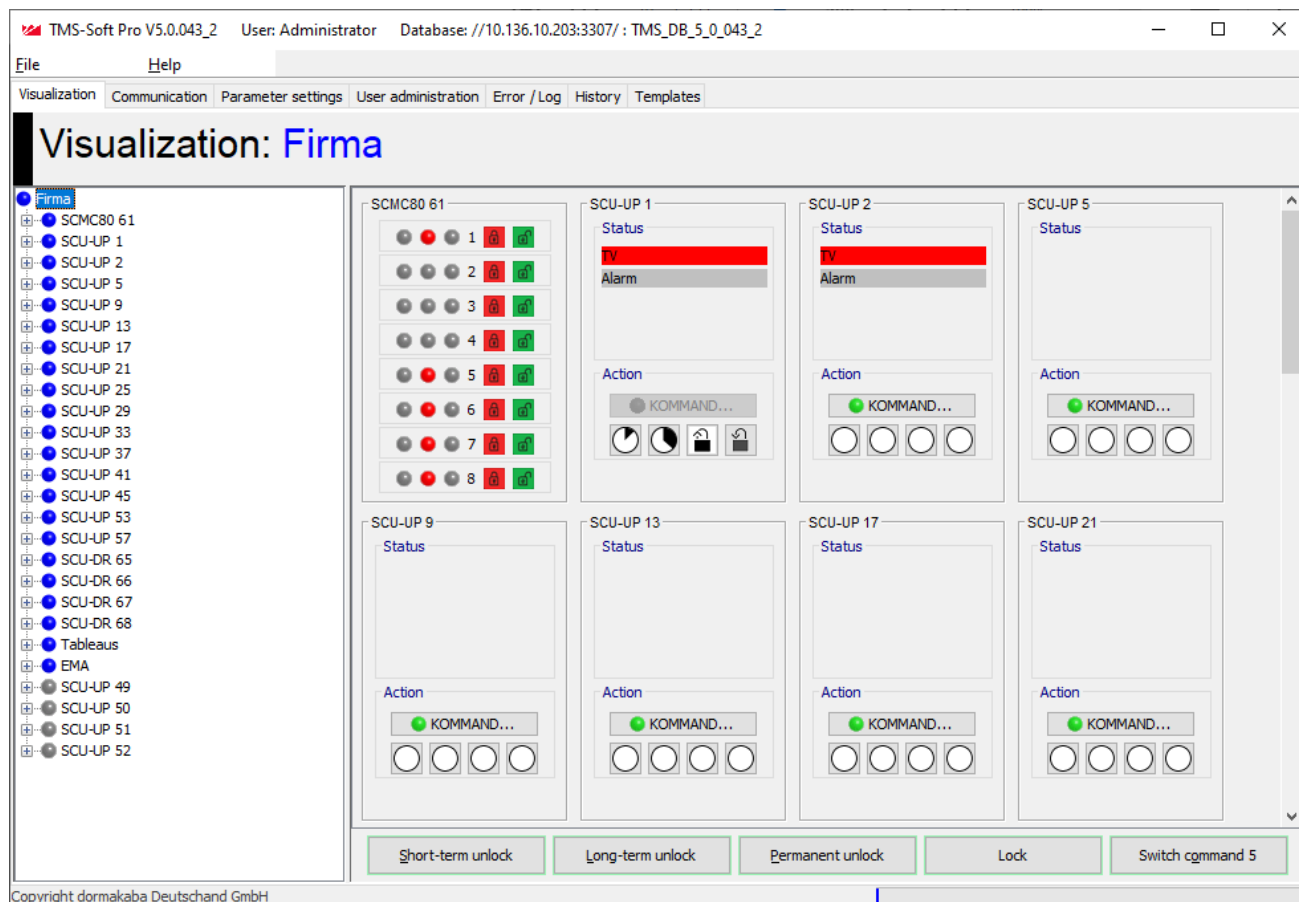 TMS-Soft Pro V5.0.043_2 User: Administrator Database: //10.136.10.203:3307/ : TMS_DB_5_0_043_2
File Help
Visualization Communication Parameter settings User administration Error / Log History Templates
Visualization: Firma
Firma
SCMC80 61
SCU-UP 1
SCU-UP 2
SCU-UP 5
SCU-UP 9
SCU-UP 13
SCU-UP 17
SCU-UP 21
SCU-UP 25
SCU-UP 29
SCU-UP 33
SCU-UP 37
SCU-UP 41
SCU-UP 45
SCU-UP 53
SCU-UP 57
SCU-DR 65
SCU-DR 66
SCU-DR 67
SCU-DR 68
Tableaus
EMA
SCU-UP 49
SCU-UP 50
SCU-UP 51
SCU-UP 52
SCMC80 61
1
2
3
4
5
6
7
8
SCU-UP 1
Status
TV
Alarm
Action
KOMMAND...
SCU-UP 2
Status
TV
Alarm
Action
KOMMAND...
SCU-UP 5
Status
Action
KOMMAND...
SCU-UP 9
Status
Action
KOMMAND...
SCU-UP 13
Status
Action
KOMMAND...
SCU-UP 17
Status
Action
KOMMAND...
SCU-UP 21
Status
Action
KOMMAND...
Short-term unlock Long-term unlock Permanent unlock Lock Switch command 5
Copyright dormakaba Deutschand GmbH